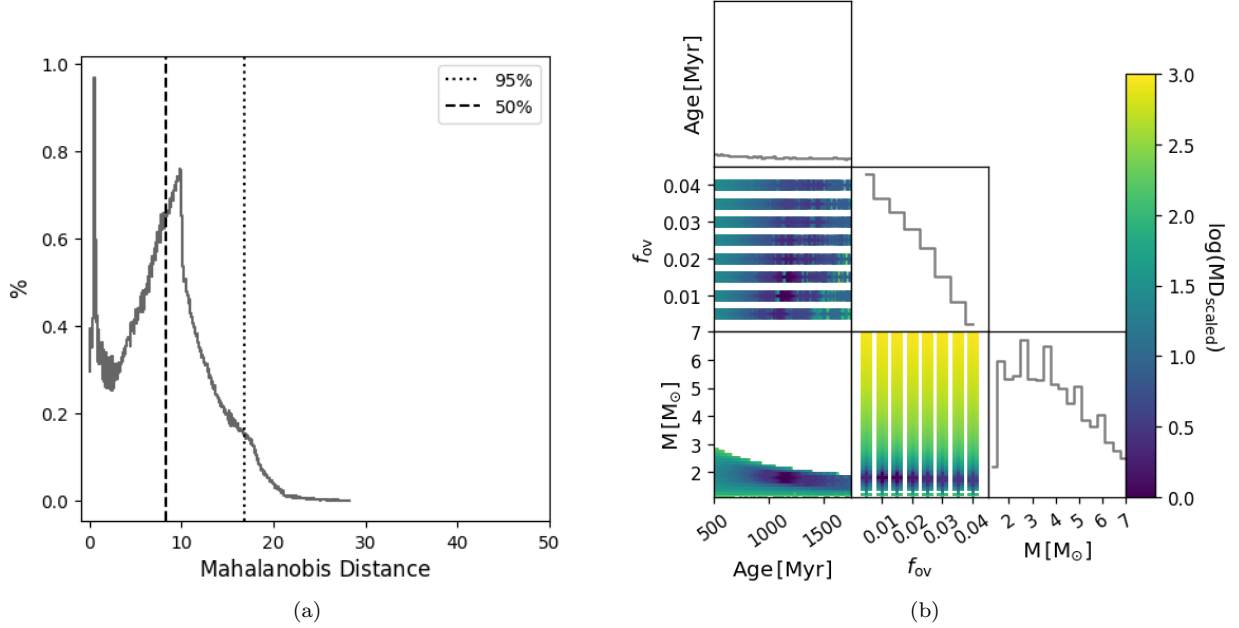 1.0
0.8
0.6
0.4
0.2
0.0
%
0 10 20 30 40 50
Mahalanobis Distance
95%
50%
(a)
Age [Myr]
0.04
0.03
0.02
0.01
f_ov
7
6
5
4
3
2
M [M_⊙]
500 1000 1500
Age [Myr]
0.01 0.02 0.03 0.04
f_ov
2 3 4 5 6 7
M [M_⊙]
3.0
2.5
2.0
1.5
1.0
0.5
0.0
log(MD_scaled)
(b)